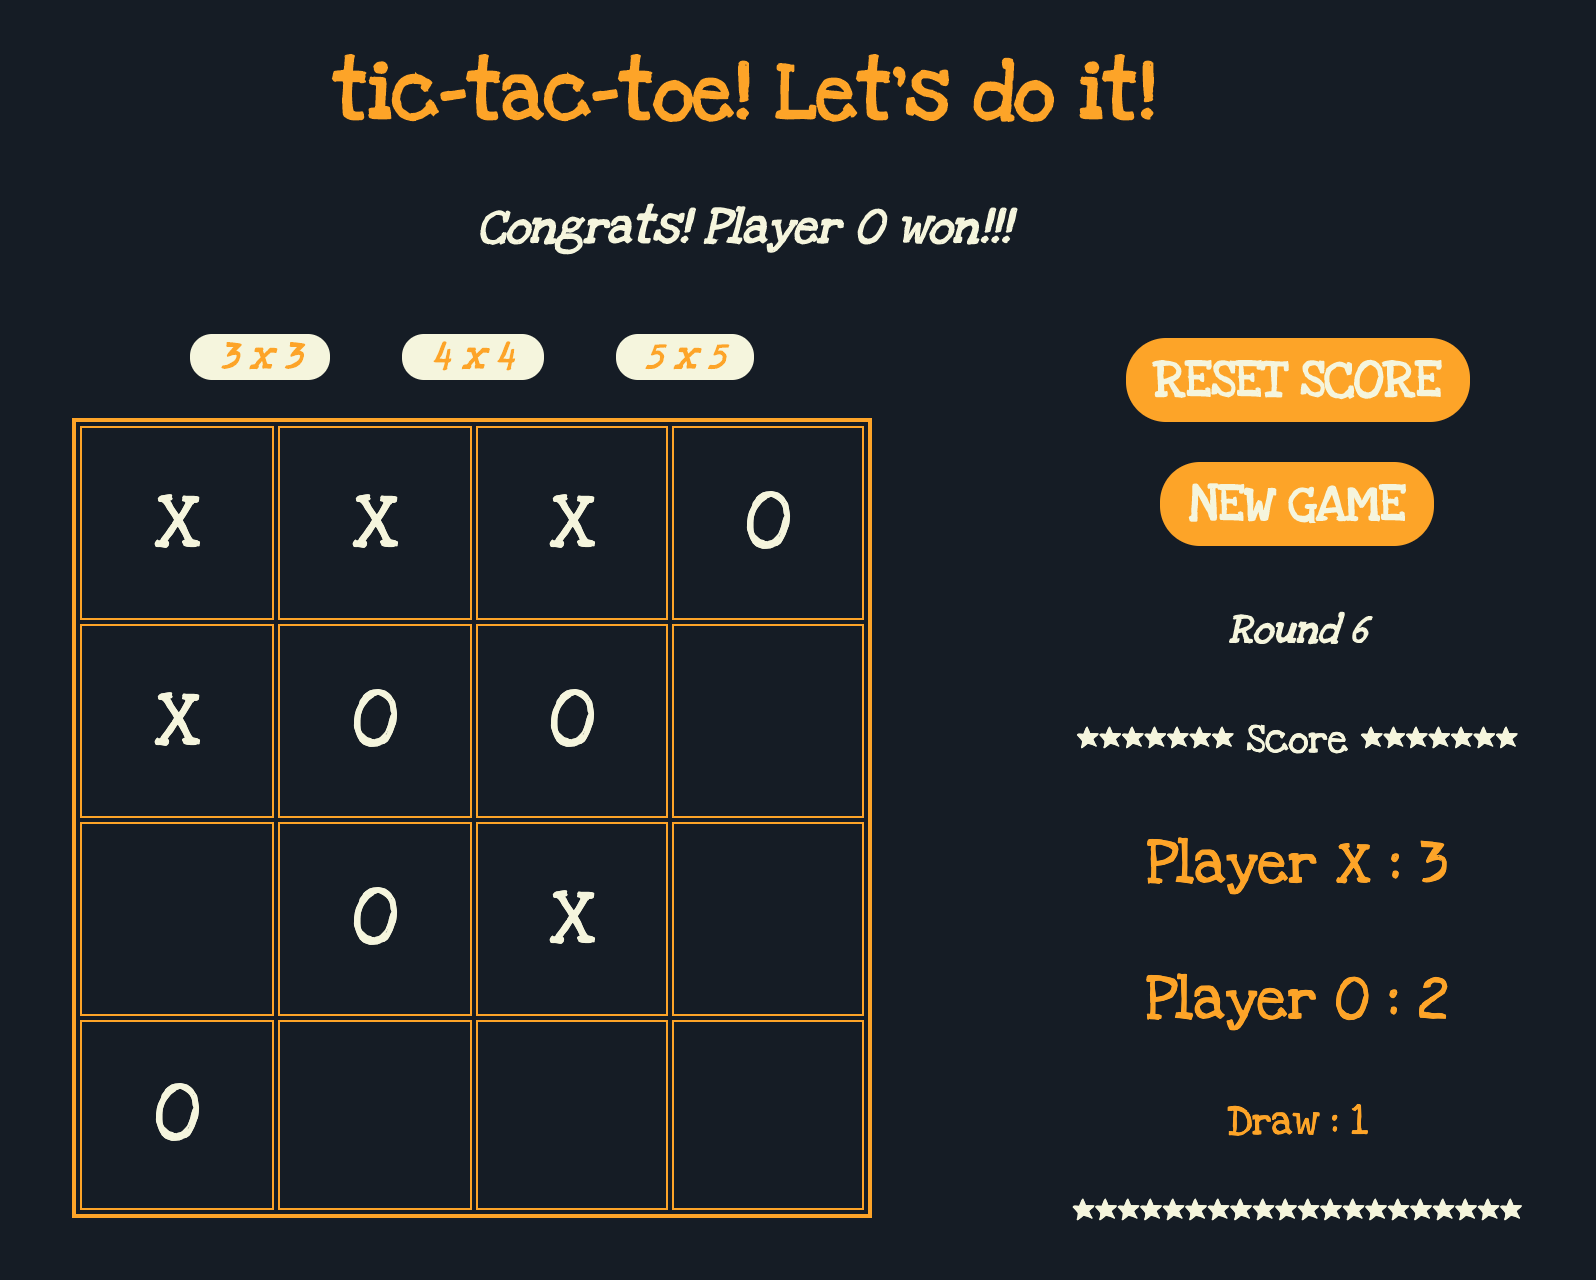 tic-tac-toe! Let's do it!
Congrats! Player O won!!!
3 x 3 4 x 4 5 x 5
X X X O
X O O
O X
O
RESET SCORE
NEW GAME
Round 6
★★★★★★★ Score ★★★★★★★
Player X : 3
Player O : 2
Draw : 1
★★★★★★★★★★★★★★★★★★★★